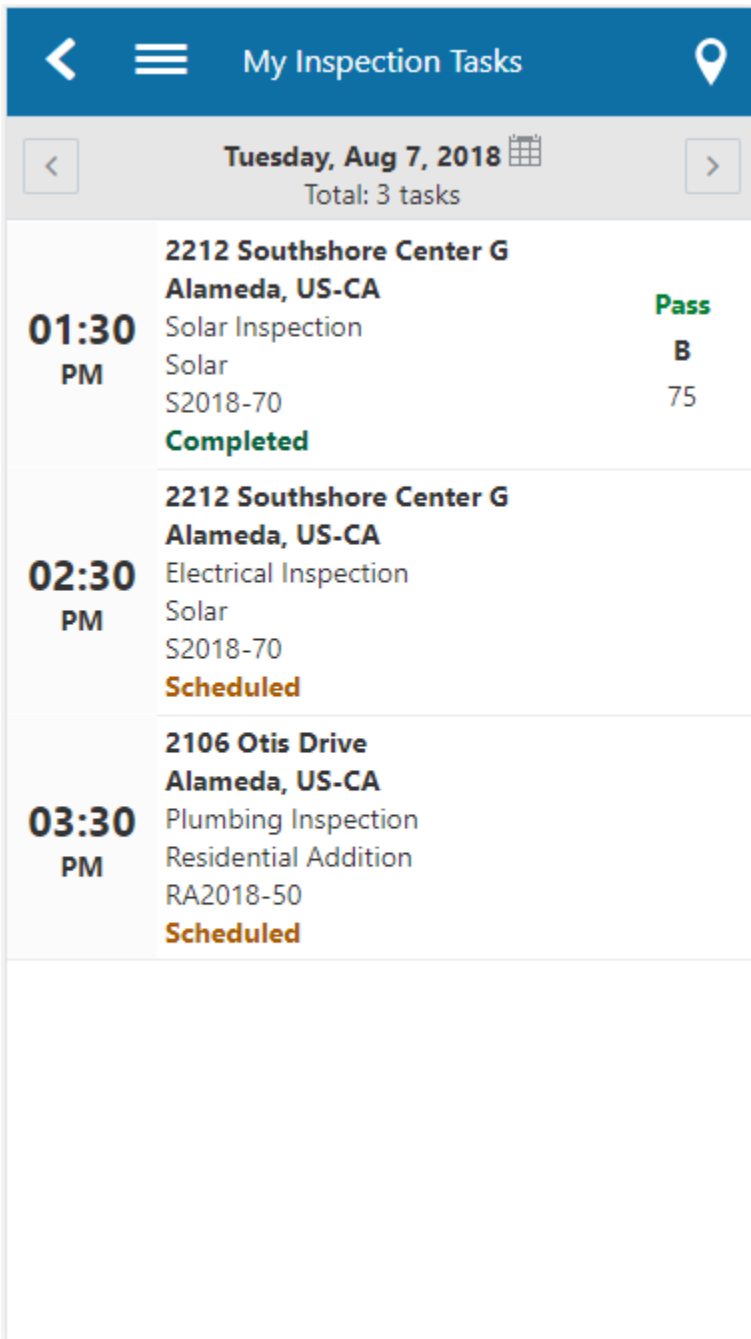 My Inspection Tasks
Tuesday, Aug 7, 2018
Total: 3 tasks
01:30
PM
2212 Southshore Center G
Alameda, US-CA
Solar Inspection
Solar
S2018-70
Completed
Pass
B
75
02:30
PM
2212 Southshore Center G
Alameda, US-CA
Electrical Inspection
Solar
S2018-70
Scheduled
03:30
PM
2106 Otis Drive
Alameda, US-CA
Plumbing Inspection
Residential Addition
RA2018-50
Scheduled